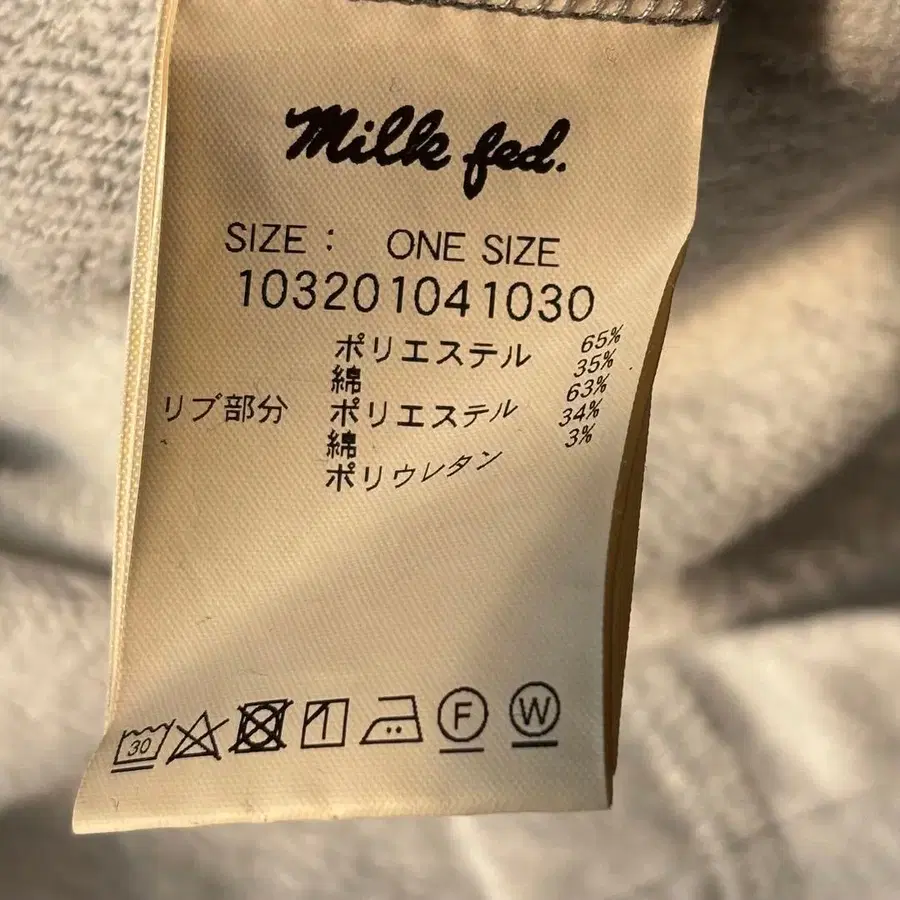 Milk fed.
SIZE: ONE SIZE
103201041030
ポリエステル 65%
綿 35%
リブ部分 ポリエステル 63%
綿 34%
ポリウレタン 3%
30 F W